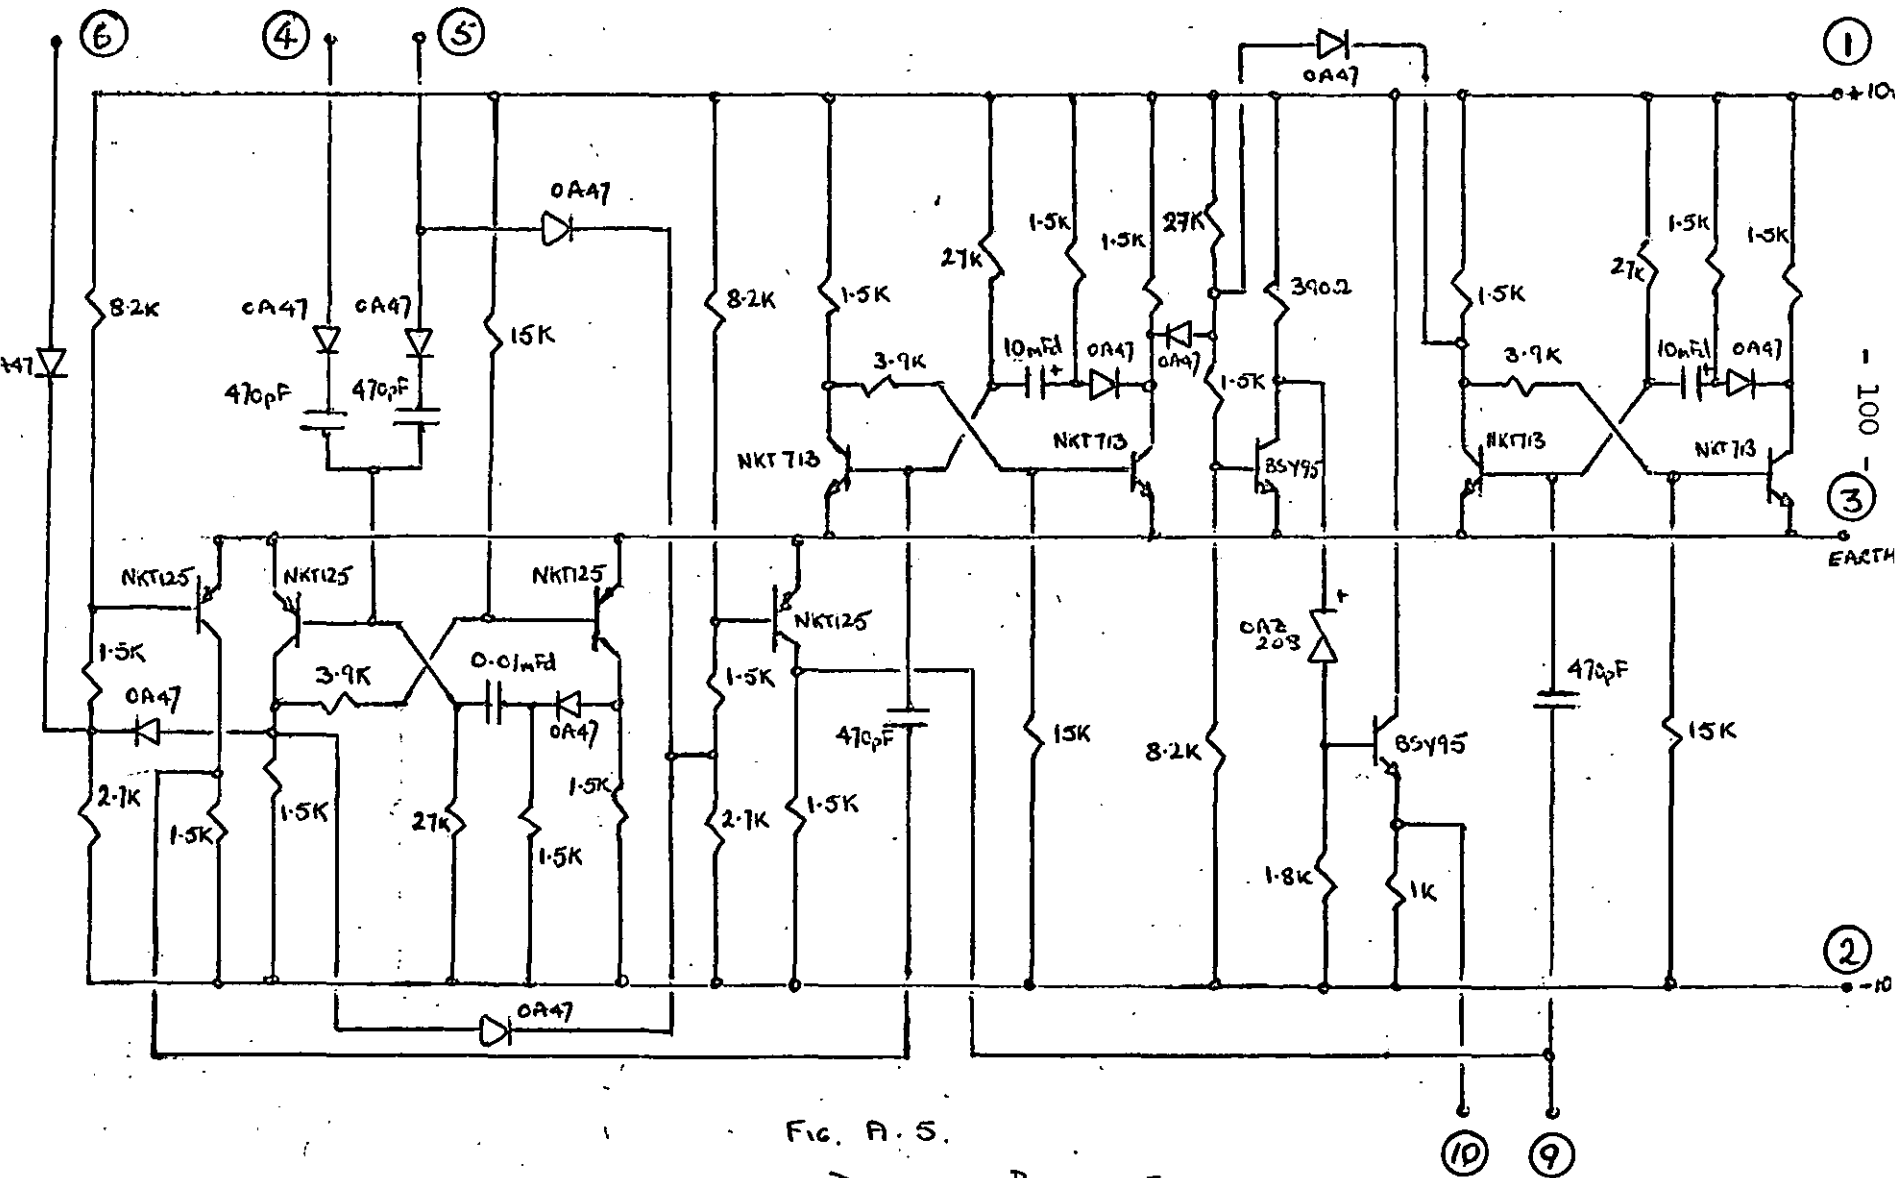 6
4
5
1
+10v
0A47
0A47
8.2K
0A47
0A47
15K
8.2K
1.5K
27K
1.5K
1.5K
27K
390Ω
1.5K
27K
1.5K
1.5K
470pF
470pF
3.9K
10mFd
+
0A47
0A47
1.5K
3.9K
10mFd
+
0A47
- 100 -
NKT 713
NKT713
BSY95
NKT713
NKT713
3
EARTH
NKT125
NKT125
NKT125
NKT125
+
0AZ
203
1.5K
0A47
3.9K
0.01mFd
0A47
1.5K
470pF
15K
8.2K
BSY95
470pF
15K
2.7K
1.5K
1.5K
27K
1.5K
1.5K
2.7K
1.5K
1.8K
1K
2
-10
0A47
10
9
FIG. A.5.